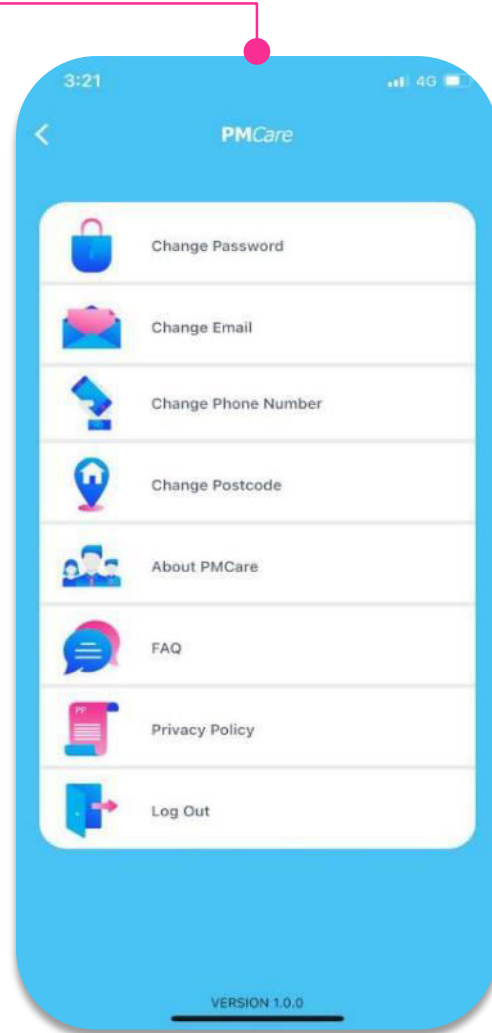 3:21 4G
PMCare
Change Password
Change Email
Change Phone Number
Change Postcode
About PMCare
FAQ
PP
Privacy Policy
Log Out
VERSION 1.0.0